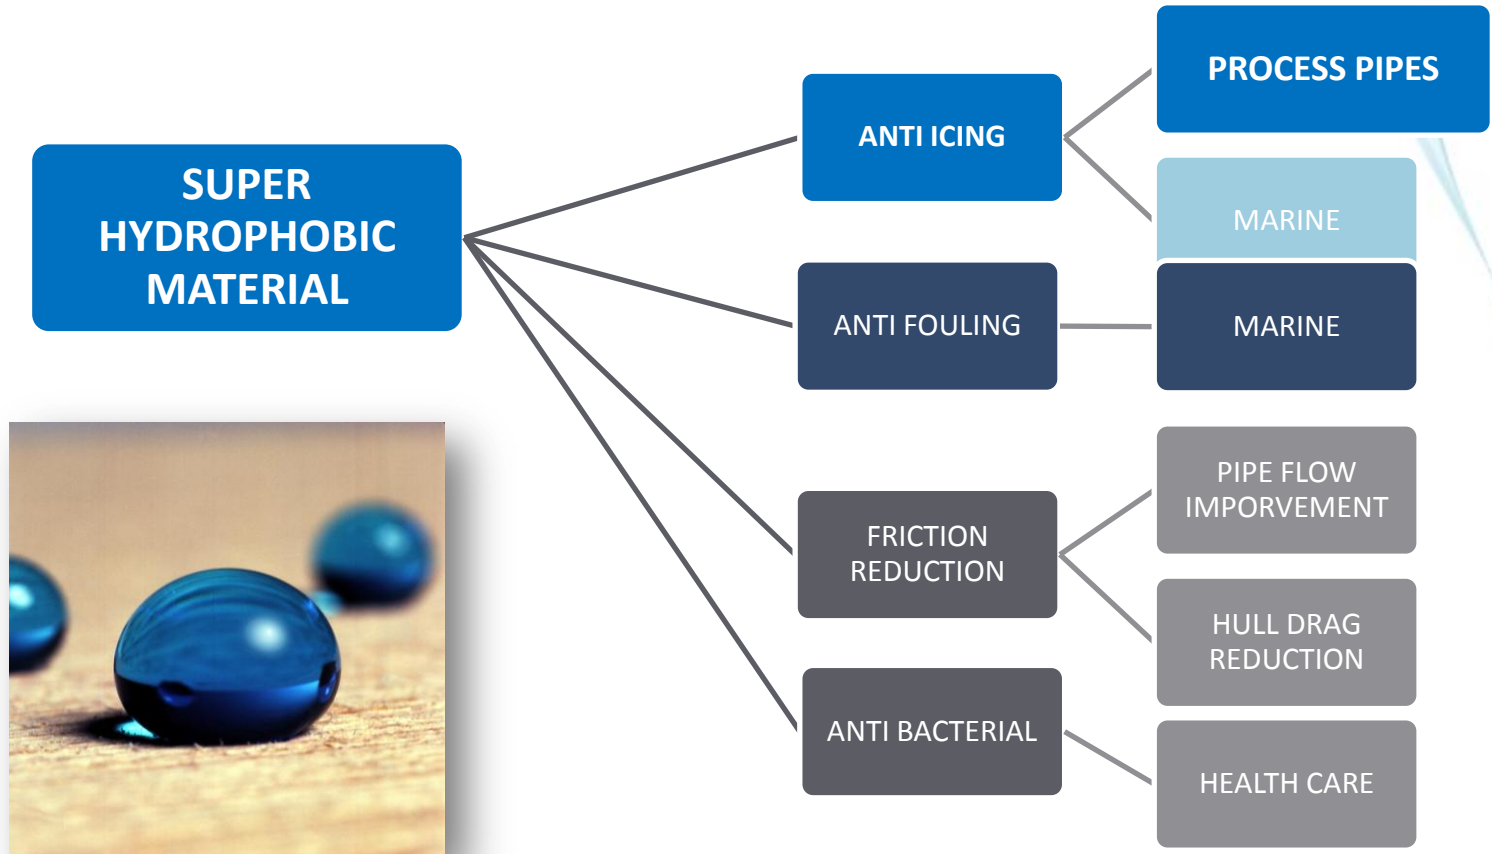 SUPER
HYDROPHOBIC
MATERIAL
ANTI ICING
PROCESS PIPES
MARINE
ANTI FOULING
MARINE
FRICTION
REDUCTION
PIPE FLOW
IMPORVEMENT
HULL DRAG
REDUCTION
ANTI BACTERIAL
HEALTH CARE